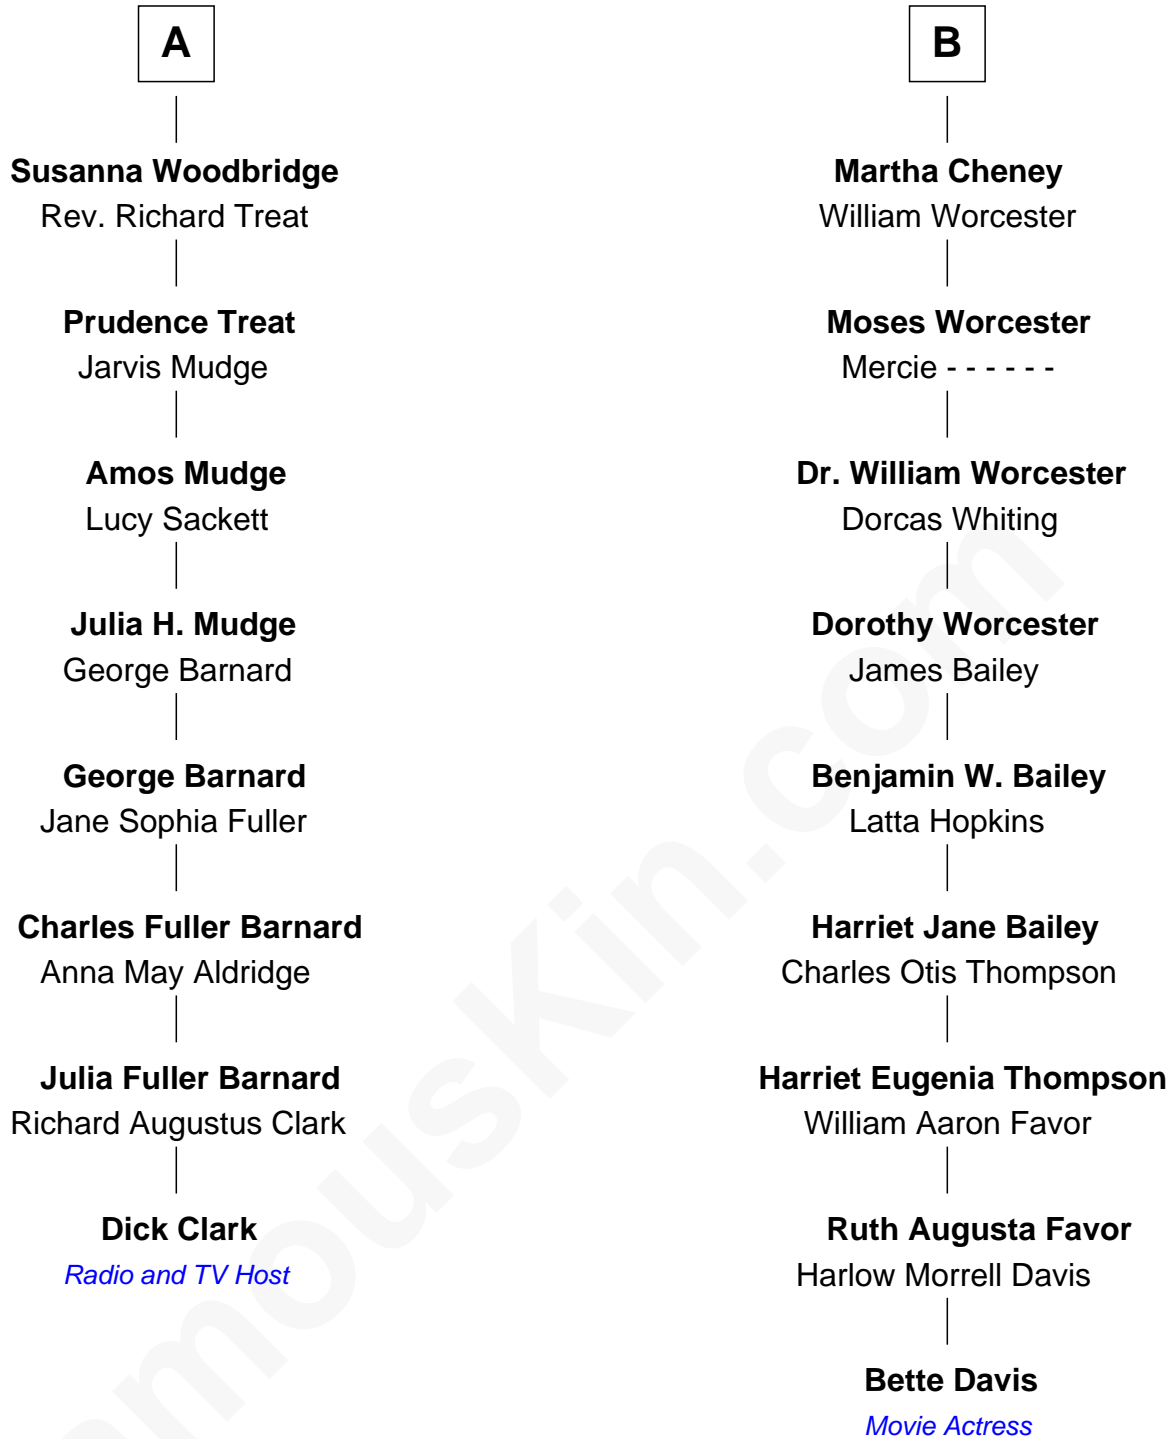 A
Susanna Woodbridge
Rev. Richard Treat
Prudence Treat
Jarvis Mudge
Amos Mudge
Lucy Sackett
Julia H. Mudge
George Barnard
George Barnard
Jane Sophia Fuller
Charles Fuller Barnard
Anna May Aldridge
Julia Fuller Barnard
Richard Augustus Clark
Dick Clark
Radio and TV Host
B
Martha Cheney
William Worcester
Moses Worcester
Mercie - - - - - -
Dr. William Worcester
Dorcas Whiting
Dorothy Worcester
James Bailey
Benjamin W. Bailey
Latta Hopkins
Harriet Jane Bailey
Charles Otis Thompson
Harriet Eugenia Thompson
William Aaron Favor
Ruth Augusta Favor
Harlow Morrell Davis
Bette Davis
Movie Actress
amouskin.com